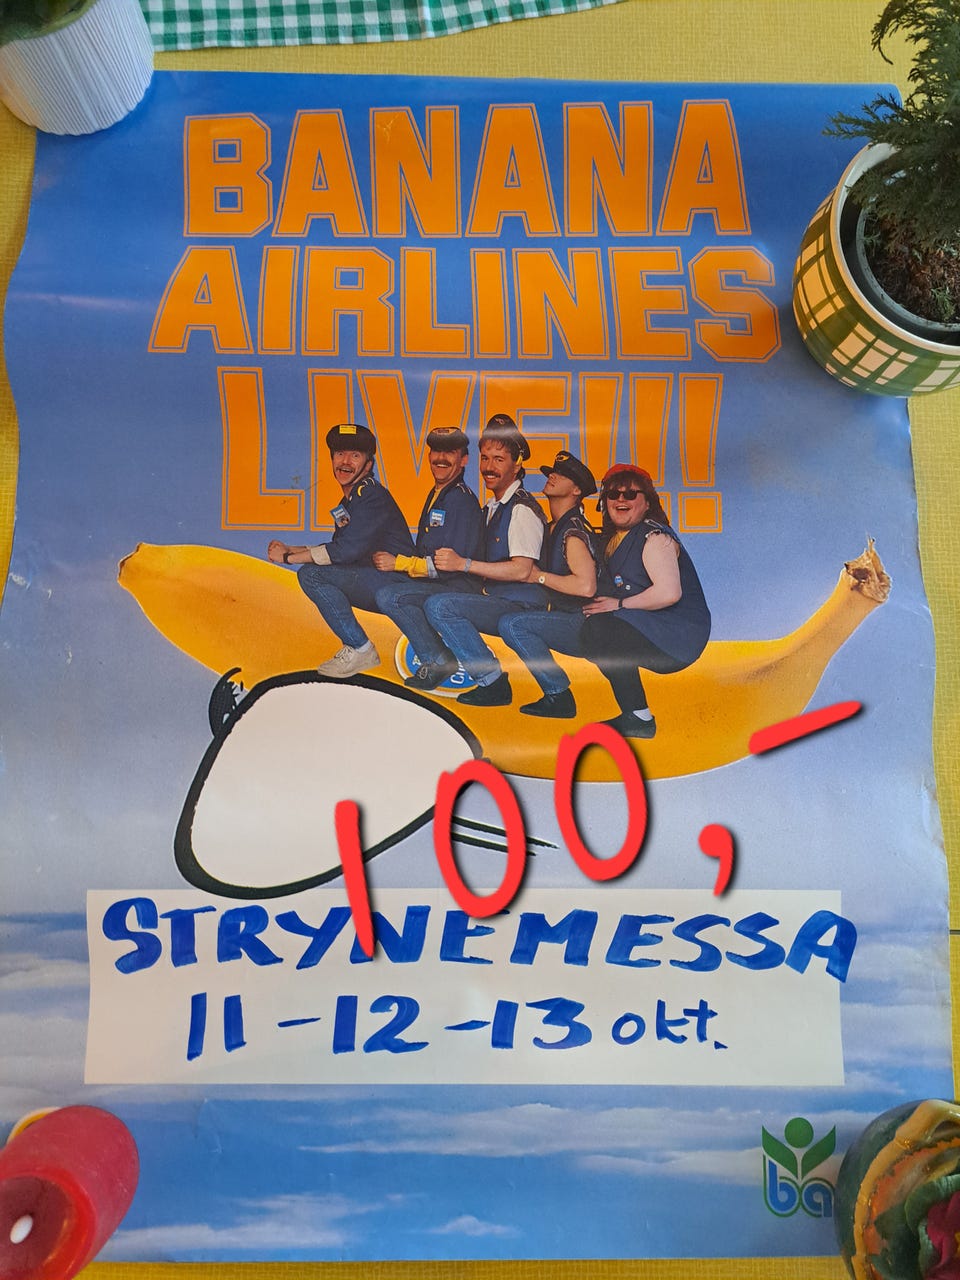 BANANA
AIRLINES
LIVE!!!
100,-
STRYNEMESSA
11-12-13 okt.
ba